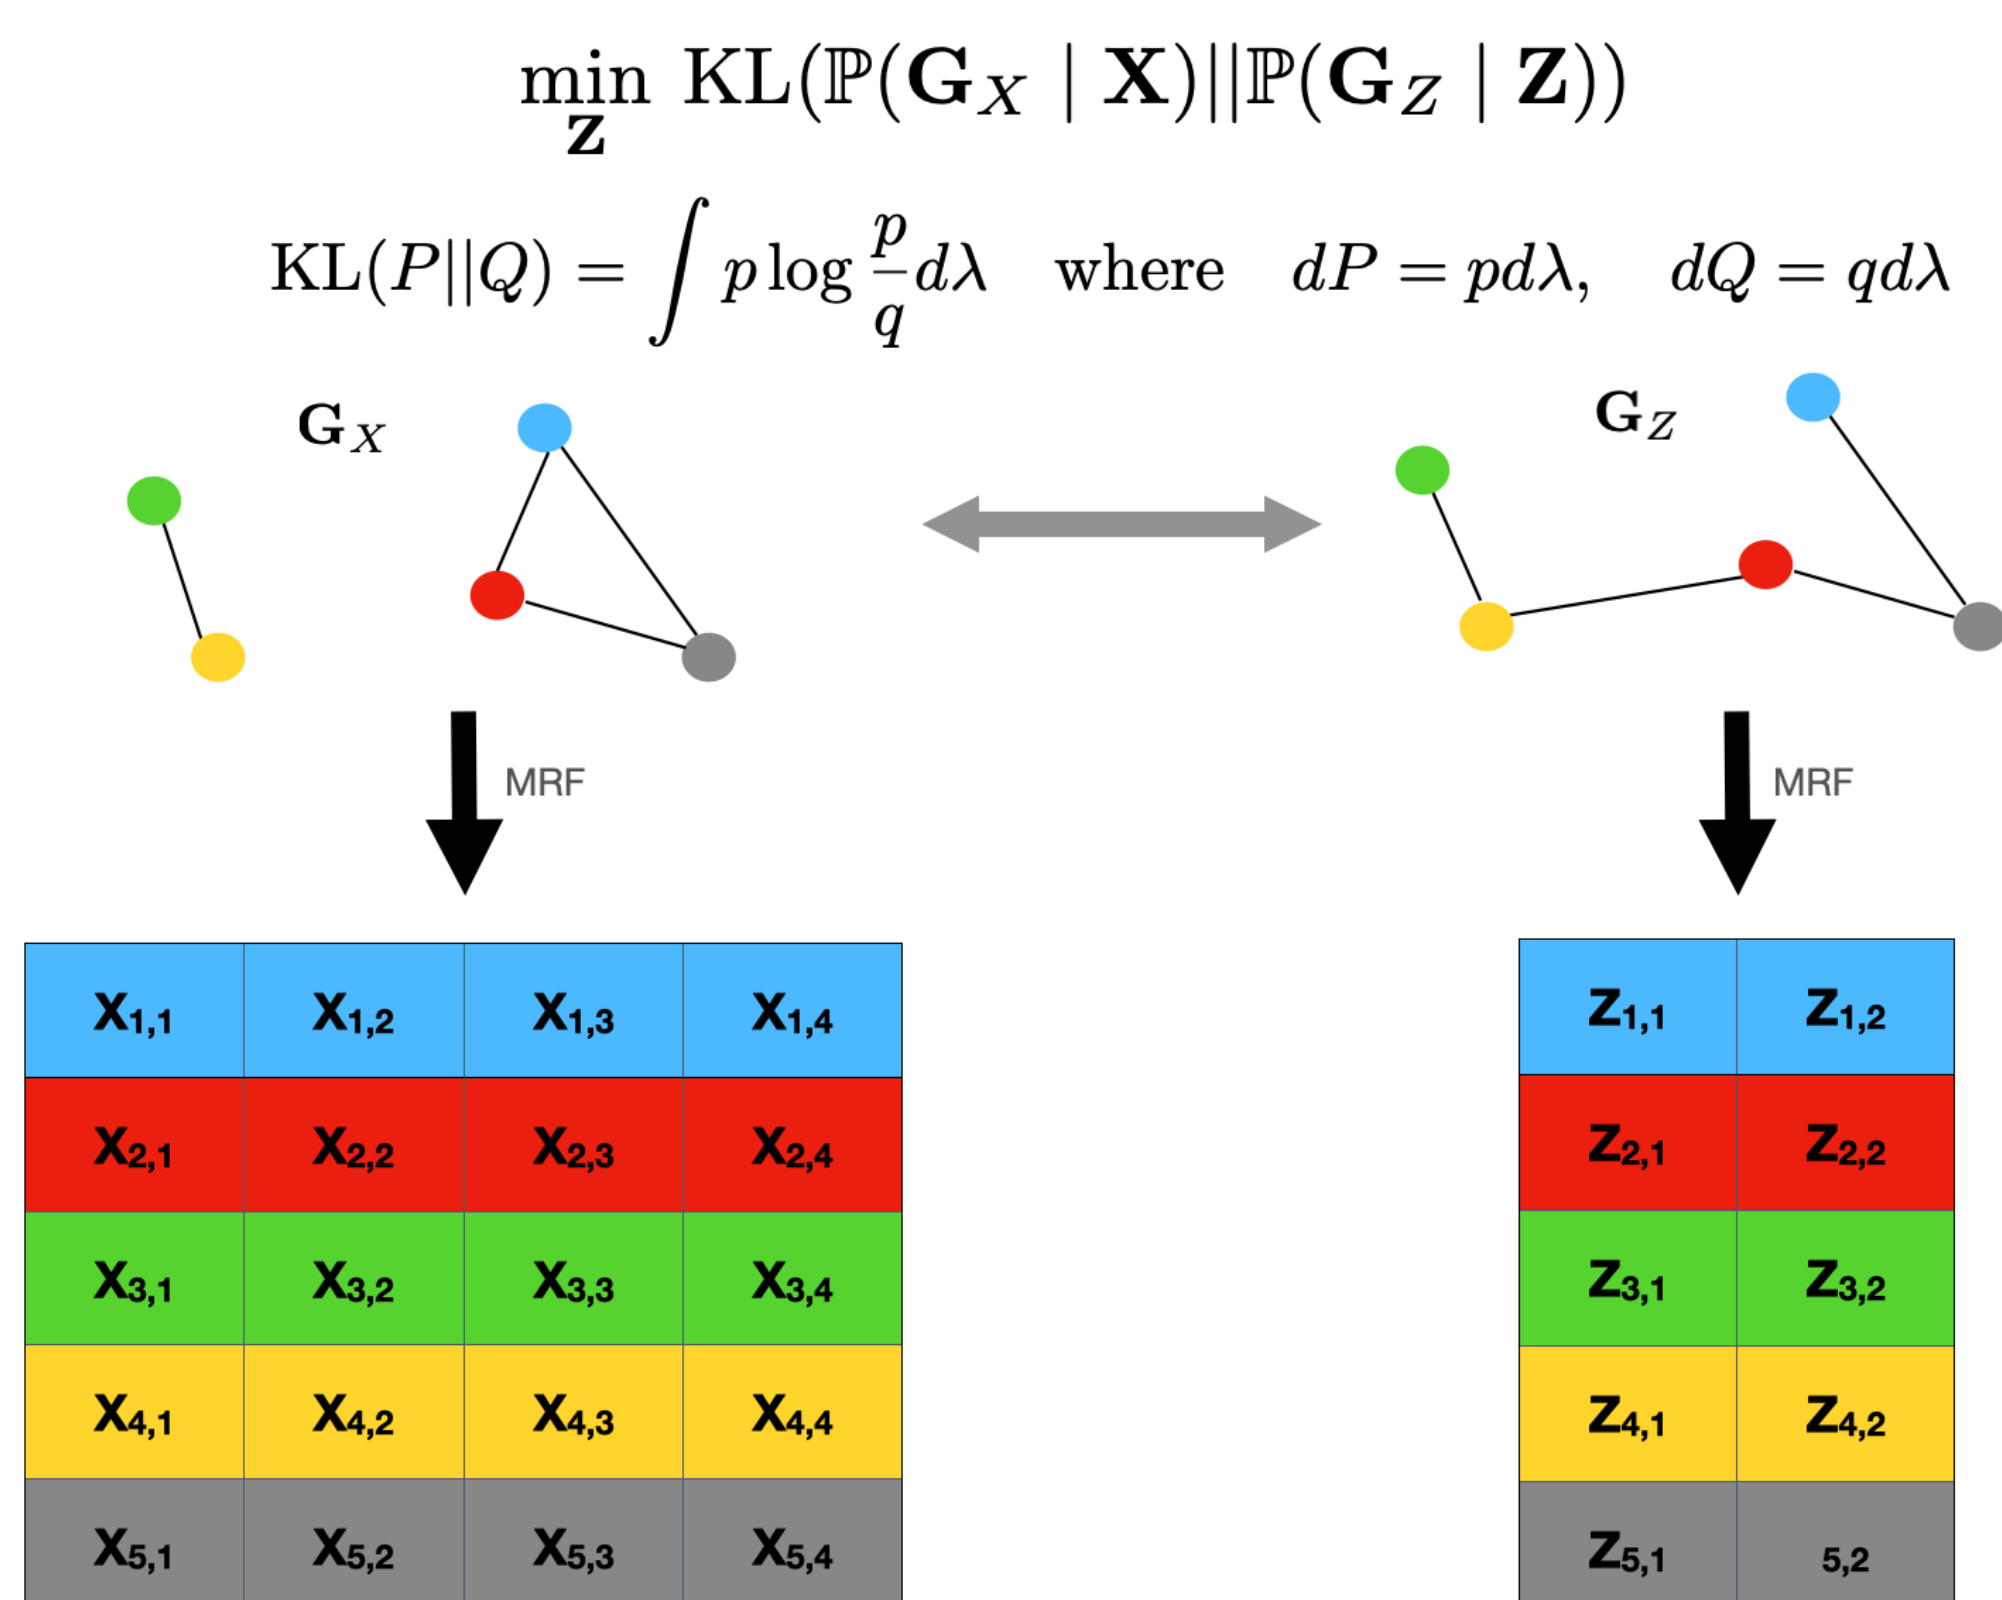 min_Z KL(ℙ(G_X | X)||ℙ(G_Z | Z))
KL(P||Q) = ∫ p log p/q dλ where dP = pdλ, dQ = qdλ
G_X
G_Z
MRF
MRF
X1,1 X1,2 X1,3 X1,4
X2,1 X2,2 X2,3 X2,4
X3,1 X3,2 X3,3 X3,4
X4,1 X4,2 X4,3 X4,4
X5,1 X5,2 X5,3 X5,4
Z1,1 Z1,2
Z2,1 Z2,2
Z3,1 Z3,2
Z4,1 Z4,2
Z5,1 5,2